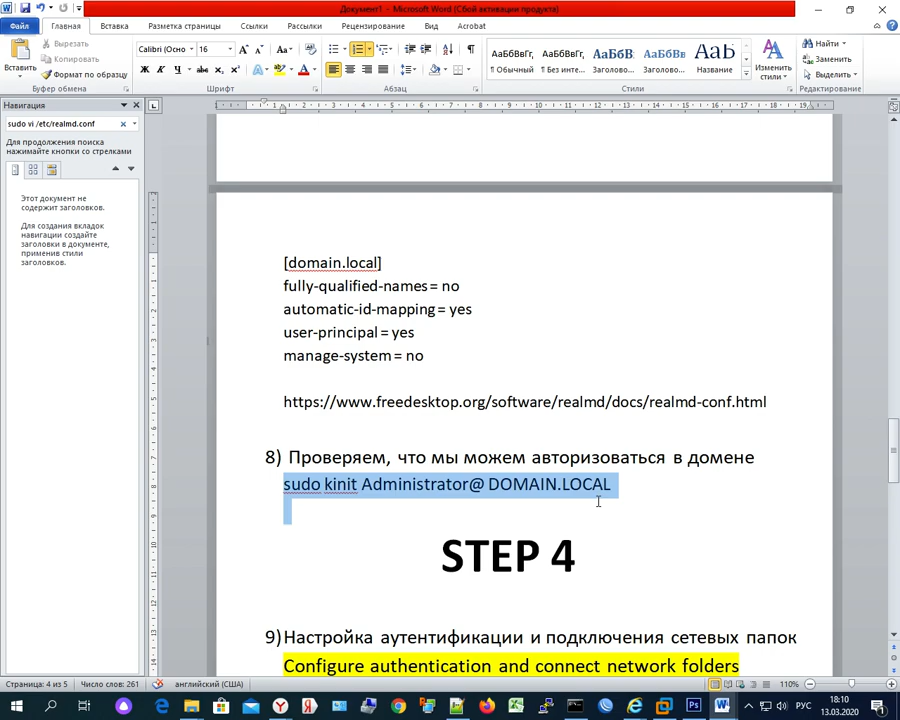 Документ1 - Microsoft Word (Сбой активации продукта)
Файл Главная Вставка Разметка страницы Ссылки Рассылки Рецензирование Вид Acrobat
Вставить
Вырезать
Копировать
Формат по образцу
Буфер обмена
Calibri (Осно 16
Шрифт
Абзац
АаБбВвГг, АаБбВвГг, АаБбВ АаБбВв АаБ
¶ Обычный ¶ Без инте... Заголово... Заголово... Название
Изменить стили
Стили
Найти
Заменить
Выделить
Редактирование
Навигация
sudo vi /etc/realmd.conf
Для продолжения поиска
нажимайте кнопки со стрелками
Этот документ не
содержит заголовков.
Для создания вкладок
навигации создайте
заголовки в документе,
применив стили
заголовков.
[domain.local]
fully-qualified-names = no
automatic-id-mapping = yes
user-principal = yes
manage-system = no
https://www.freedesktop.org/software/realmd/docs/realmd-conf.html
8) Проверяем, что мы можем авторизоваться в домене
sudo kinit Administrator@ DOMAIN.LOCAL
STEP 4
9) Настройка аутентификации и подключения сетевых папок
Configure authentication and connect network folders
Страница: 4 из 5 Число слов: 261 английский (США) 110%
РУС
18:10
13.03.2020